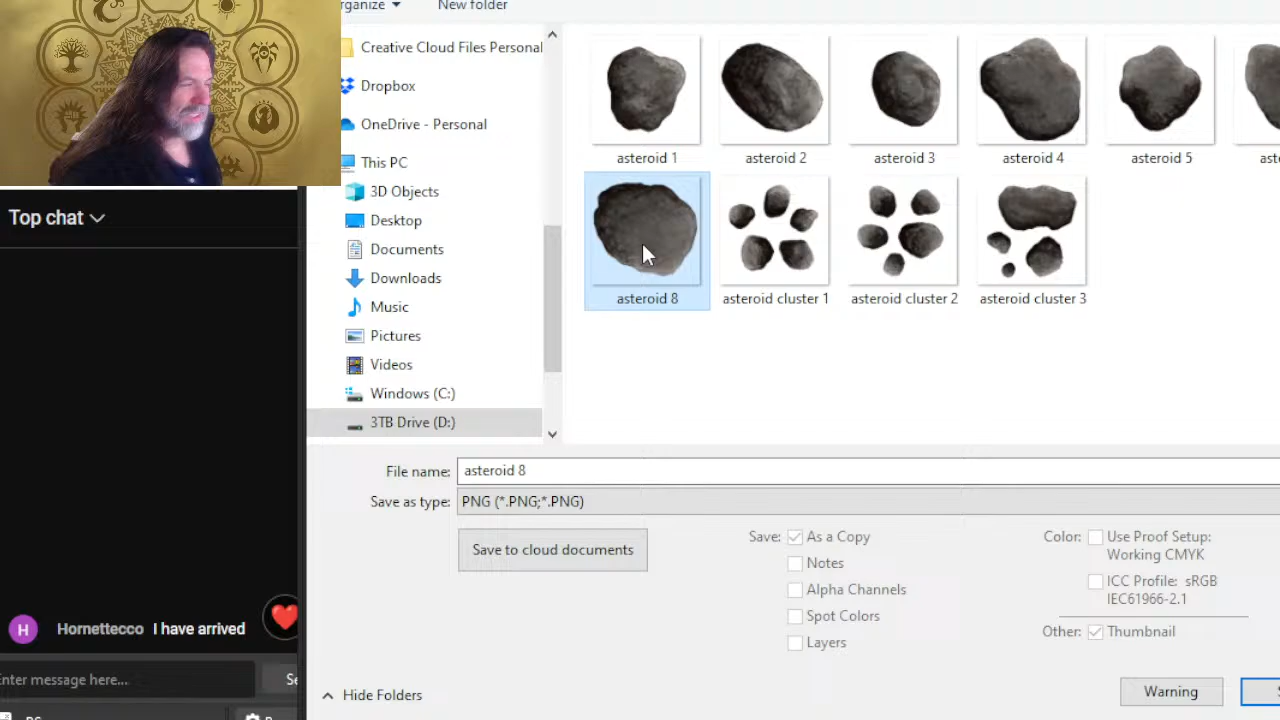 rganize
New folder
Creative Cloud Files Personal
Dropbox
OneDrive - Personal
This PC
3D Objects
Desktop
Documents
Downloads
Music
Pictures
Videos
Windows (C:)
3TB Drive (D:)
asteroid 1
asteroid 2
asteroid 3
asteroid 4
asteroid 5
aste
asteroid 8
asteroid cluster 1
asteroid cluster 2
asteroid cluster 3
File name: asteroid 8
Save as type: PNG (*.PNG;*.PNG)
Save to cloud documents
Save: As a Copy
Notes
Alpha Channels
Spot Colors
Layers
Color: Use Proof Setup:
Working CMYK
ICC Profile: sRGB
IEC61966-2.1
Other: Thumbnail
Hide Folders
Warning
Top chat
H Hornettecco I have arrived
Enter message here...
Se